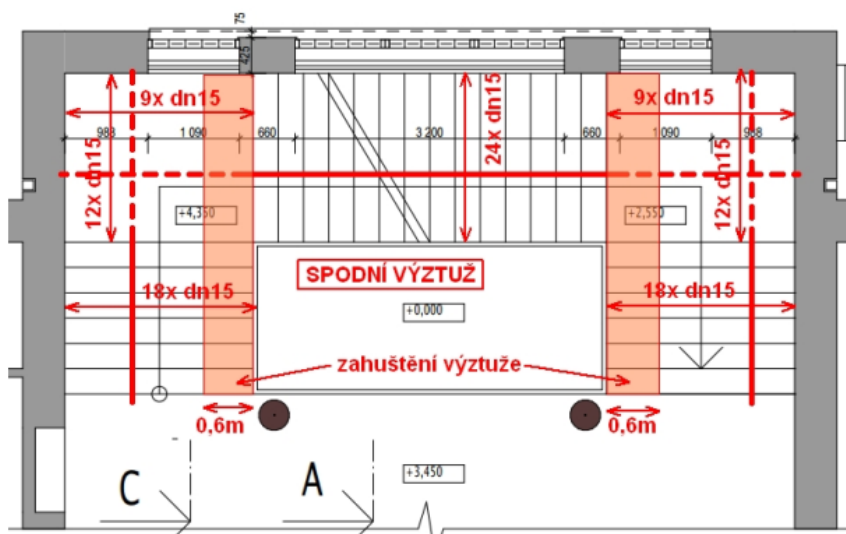 75
425
9x dn15
9x dn15
988
1 090
660
3 200
660
1 090
988
12x dn15
24x dn15
12x dn15
+4,350
+2,550
SPODNÍ VÝZTUŽ
18x dn15
18x dn15
+0,000
zahuštění výztuže
0,6m
0,6m
+3,450
C
A